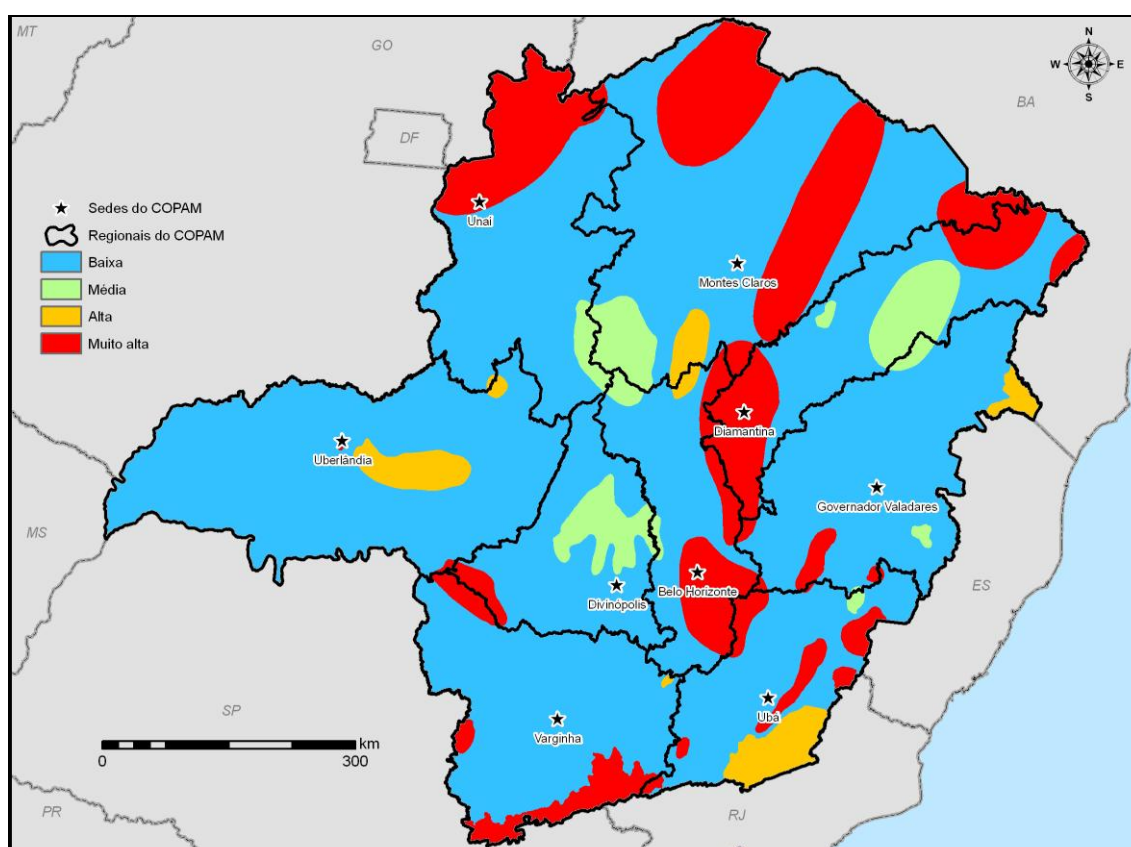 MT
GO
N
W
E
S
BA
DF
Sedes do COPAM
Regionais do COPAM
Baixa
Média
Alta
Muito alta
Unaí
Montes Claros
Diamantina
Uberlândia
Governador Valadares
MS
Divinópolis
Belo Horizonte
ES
SP
Ubá
Varginha
km
0
300
PR
RJ